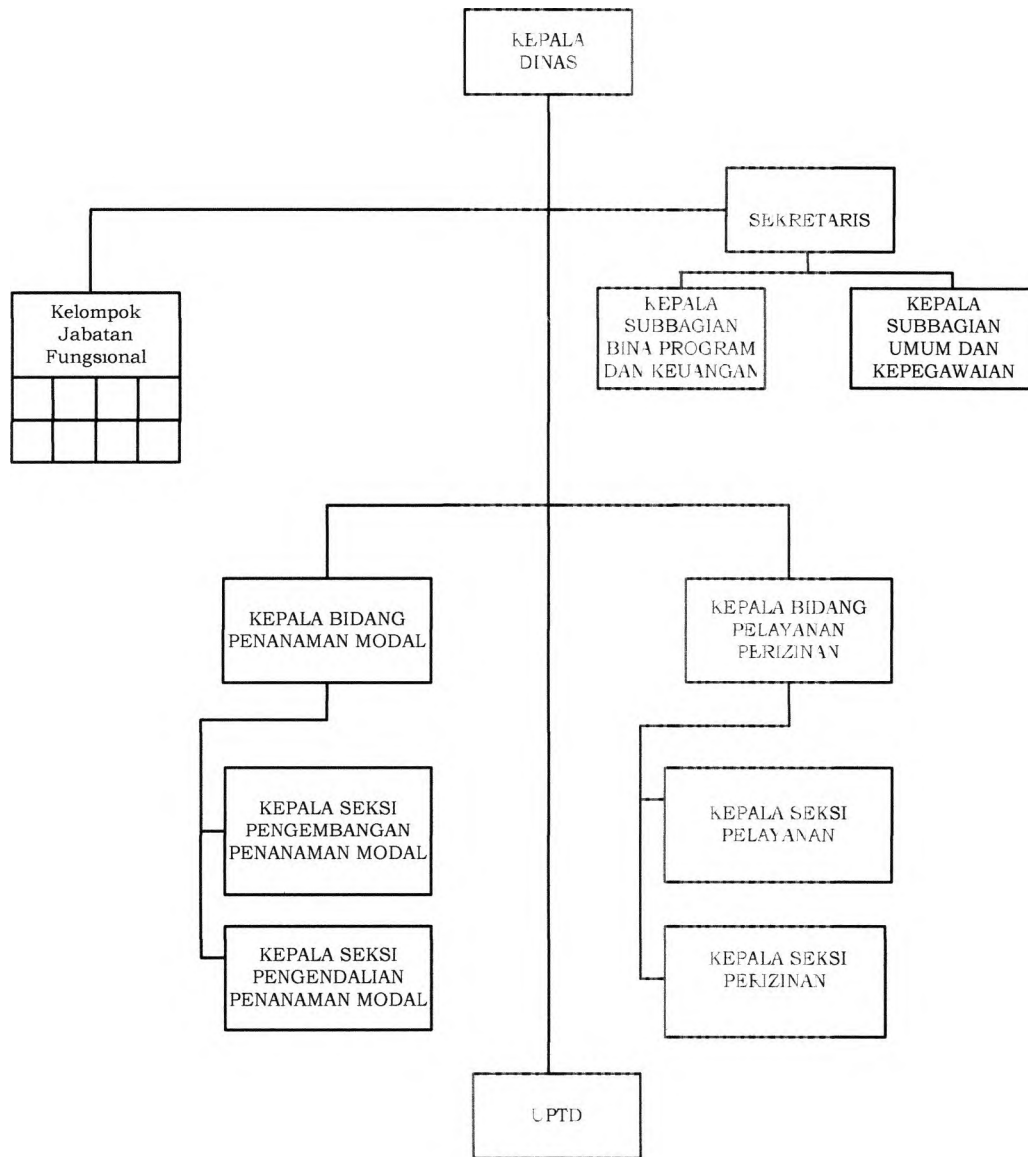 KEPALA
DINAS
SEKRETARIS
Kelompok
Jabatan
Fungsional
KEPALA
SUBBAGIAN
BINA PROGRAM
DAN KEUANGAN
KEPALA
SUBBAGIAN
UMUM DAN
KEPEGAWAIAN
KEPALA BIDANG
PENANAMAN MODAL
KEPALA BIDANG
PELAYANAN
PERIZINAN
KEPALA SEKSI
PENGEMBANGAN
PENANAMAN MODAL
KEPALA SEKSI
PELAYANAN
KEPALA SEKSI
PENGENDALIAN
PENANAMAN MODAL
KEPALA SEKSI
PERIZINAN
UPTD